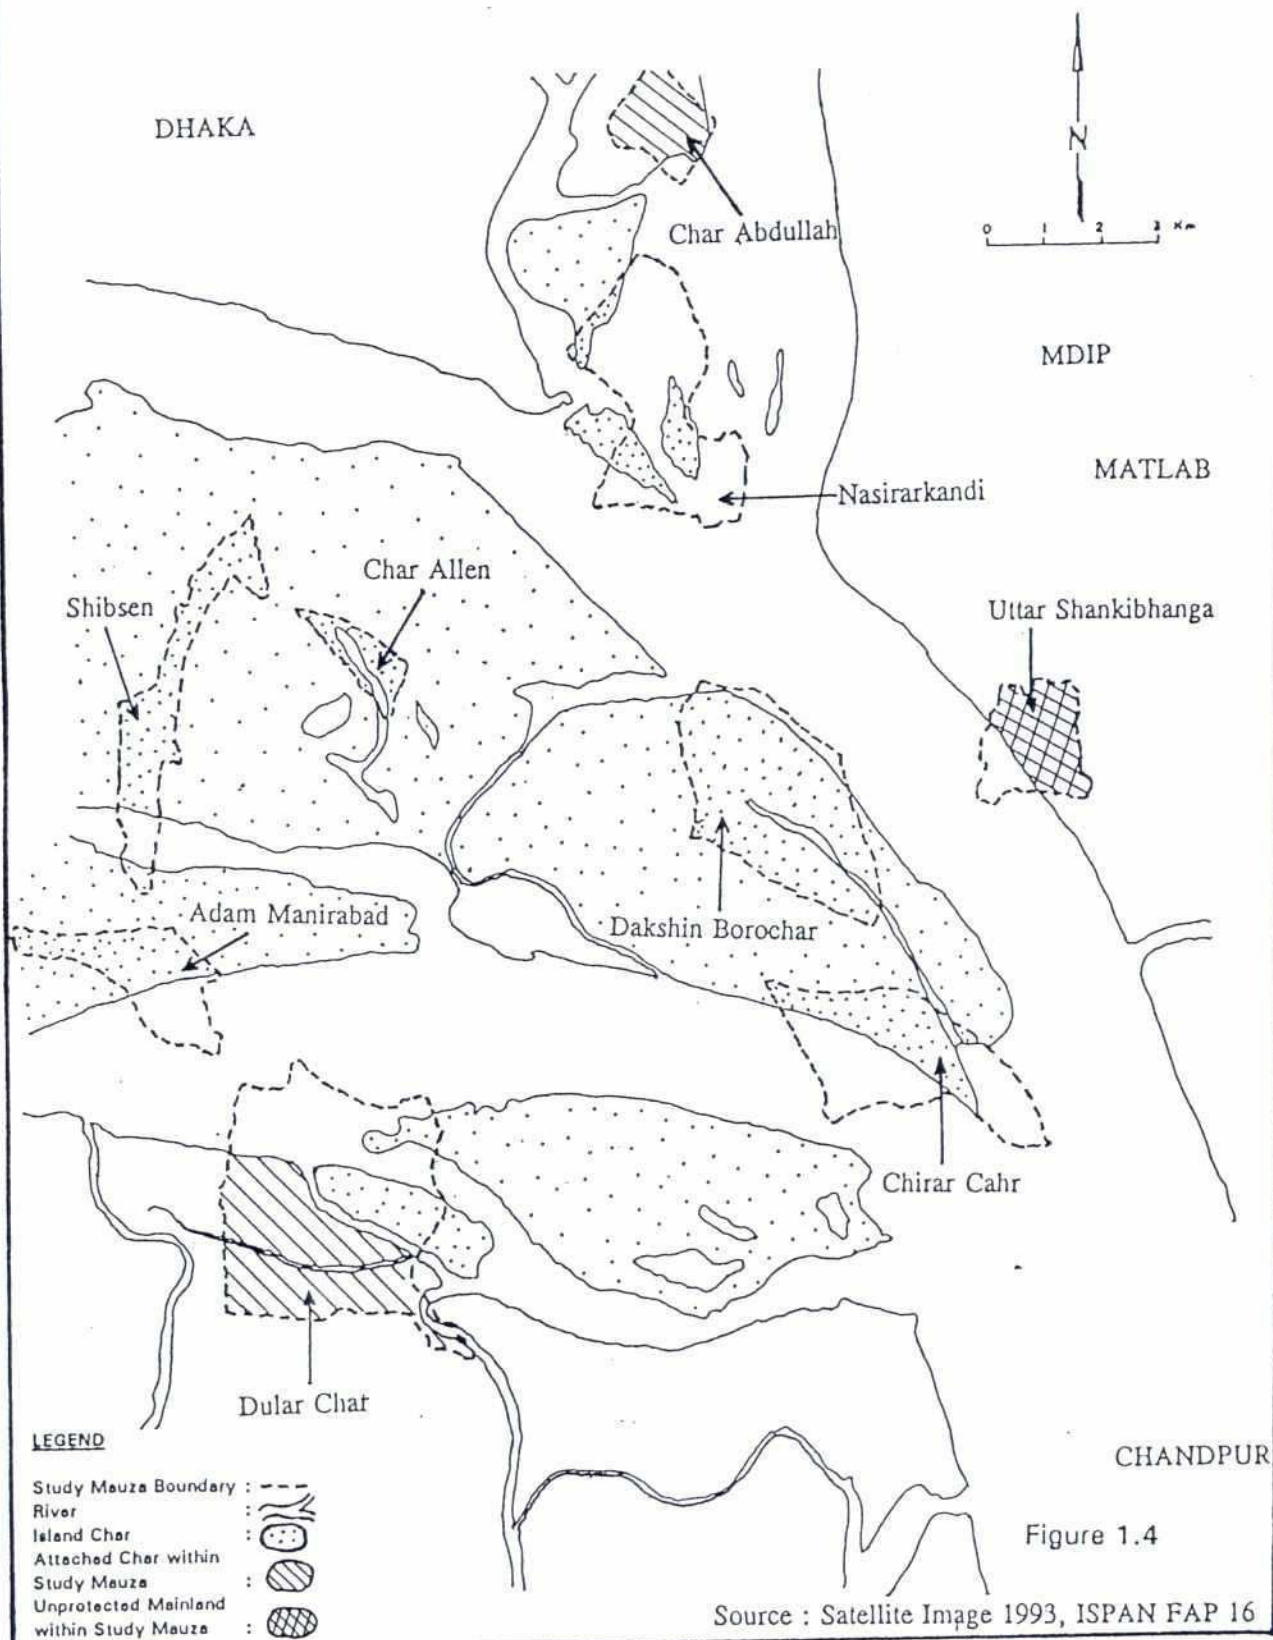 DHAKA
N
0 1 2 3 Km
Char Abdullah
MDIP
MATLAB
Nasirarkandi
Char Allen
Shibsen
Uttar Shankibhanga
Adam Manirabad
Dakshin Borochar
Chirar Cahr
Dular Char
CHANDPUR
LEGEND
Study Mauza Boundary :
River :
Island Char :
Attached Char within
Study Mauza :
Unprotected Mainland
within Study Mauza :
Figure 1.4
Source : Satellite Image 1993, ISPAN FAP 16